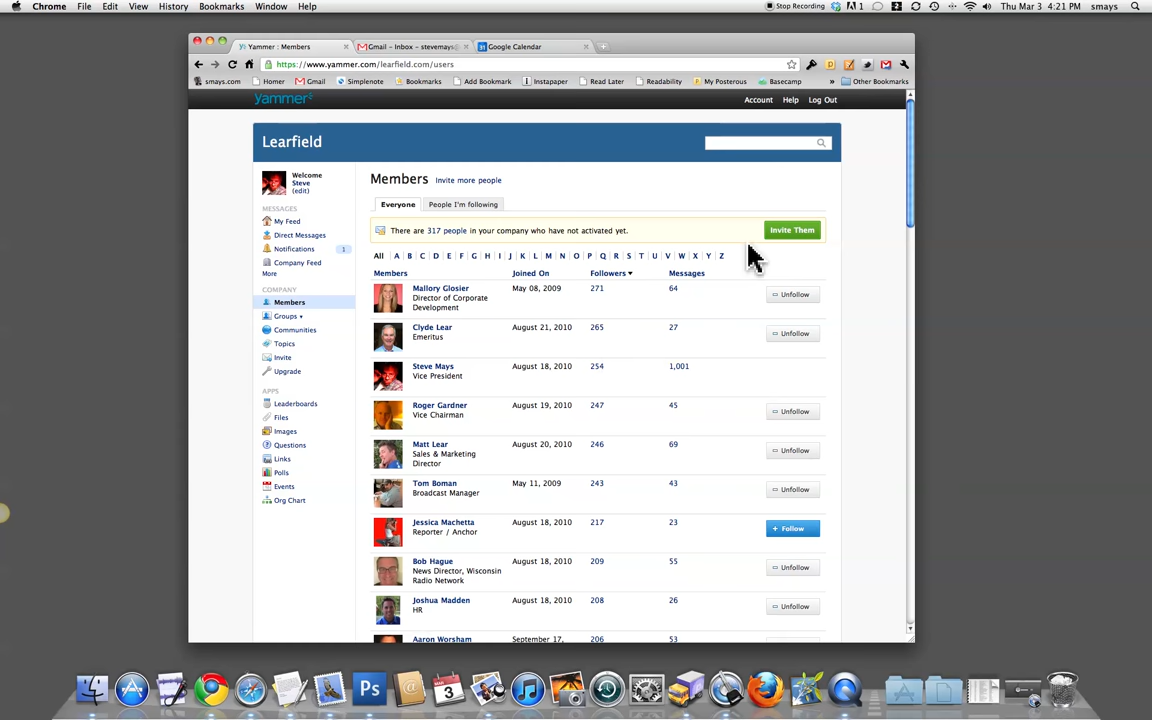 Chrome File Edit View History Bookmarks Window Help Stop Recording 1 Thu Mar 3 4:21 PM smays
Yammer : Members Gmail - Inbox - stevemays@ Google Calendar
https://www.yammer.com/learfield.com/users
smays.com Home Gmail Simplenote Bookmarks Add Bookmark Instapaper Read Later Readability My Posterous Basecamp » Other Bookmarks
yammer Account Help Log Out
Learfield
Welcome
Steve
(edit)
MESSAGES
My Feed
Direct Messages
Notifications 1
Company Feed
More
COMPANY
Members
Groups
Communities
Topics
Invite
Upgrade
APPS
Leaderboards
Files
Images
Questions
Links
Polls
Events
Org Chart
Members Invite more people
Everyone People I'm following
There are 317 people in your company who have not activated yet. Invite Them
All A B C D E F G H I J K L M N O P Q R S T U V W X Y Z
Members Joined On Followers Messages
Mallory Glosier May 08, 2009 271 64 Unfollow
Director of Corporate
Development
Clyde Lear August 21, 2010 265 27 Unfollow
Emeritus
Steve Mays August 18, 2010 254 1,001
Vice President
Roger Gardner August 19, 2010 247 45 Unfollow
Vice Chairman
Matt Lear August 20, 2010 246 69 Unfollow
Sales & Marketing
Director
Tom Boman May 11, 2009 243 43 Unfollow
Broadcast Manager
Jessica Machetta August 18, 2010 217 23 + Follow
Reporter / Anchor
Bob Hague August 18, 2010 209 55 Unfollow
News Director, Wisconsin
Radio Network
Joshua Madden August 18, 2010 208 26 Unfollow
HR
Aaron Worsham September 17, 206 53
Ps
3